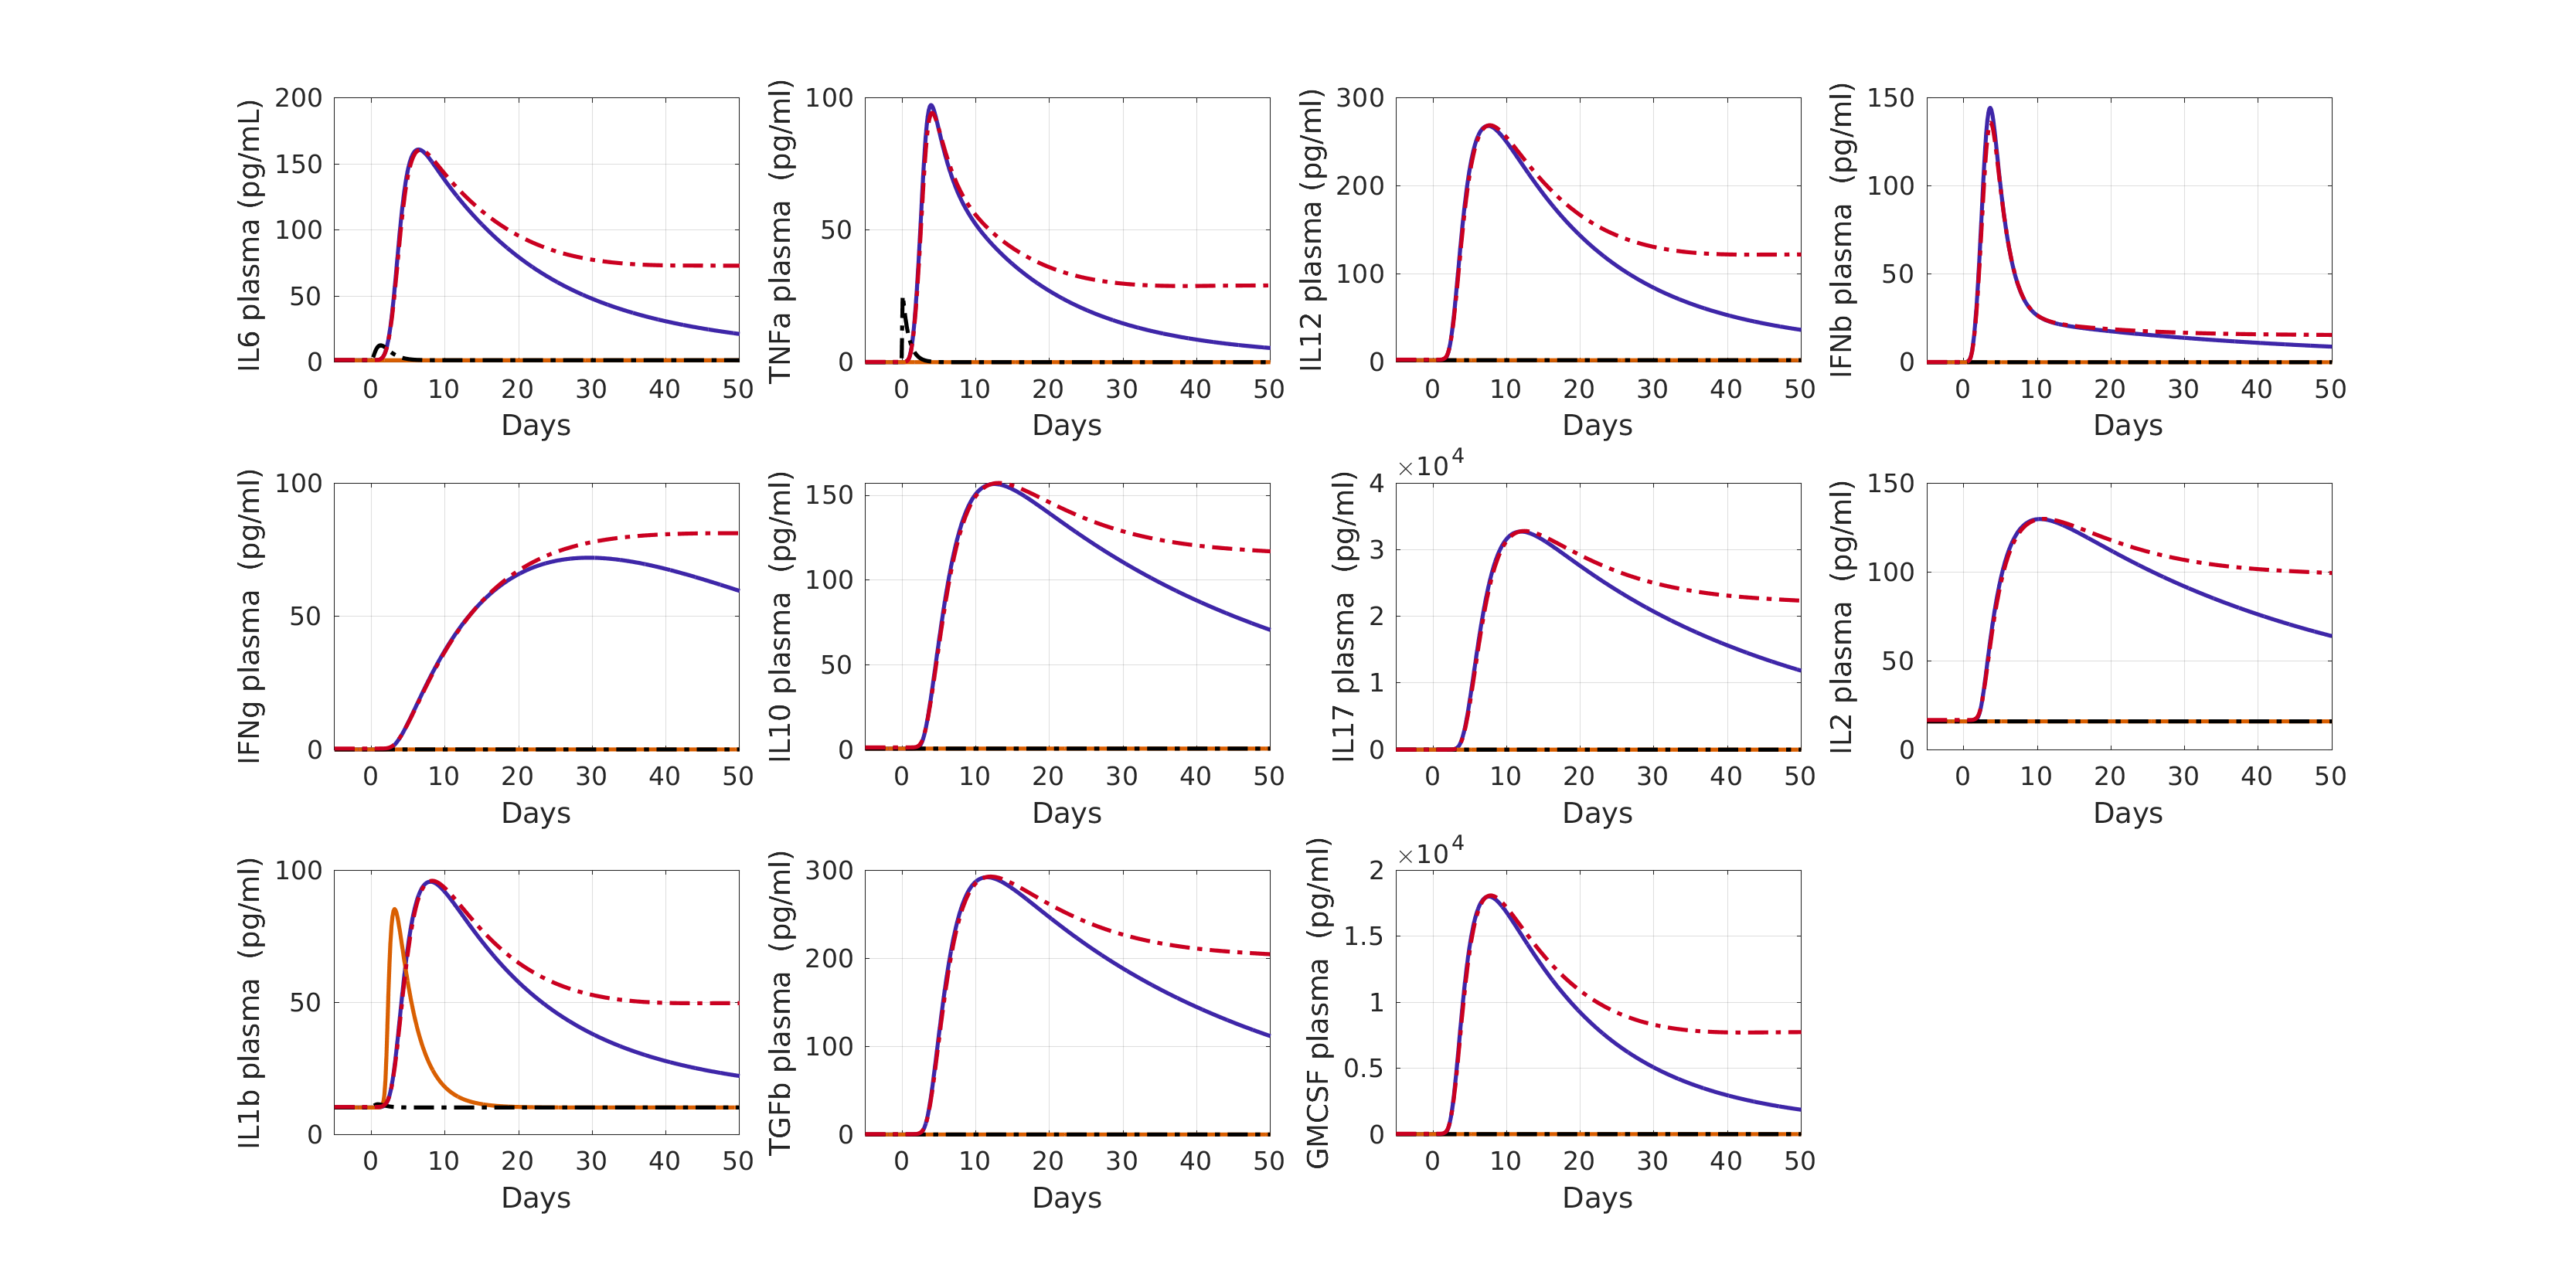 IL6 plasma (pg/mL)
200
150
100
50
0
0 10 20 30 40 50
Days
TNFa plasma (pg/ml)
100
50
0
0 10 20 30 40 50
Days
IL12 plasma (pg/ml)
300
200
100
0
0 10 20 30 40 50
Days
IFNb plasma (pg/ml)
150
100
50
0
0 10 20 30 40 50
Days
IFNg plasma (pg/ml)
100
50
0
0 10 20 30 40 50
Days
IL10 plasma (pg/ml)
150
100
50
0
0 10 20 30 40 50
Days
IL17 plasma (pg/ml)
×10^4
4
3
2
1
0
0 10 20 30 40 50
Days
IL2 plasma (pg/ml)
150
100
50
0
0 10 20 30 40 50
Days
IL1b plasma (pg/ml)
100
50
0
0 10 20 30 40 50
Days
TGFb plasma (pg/ml)
300
200
100
0
0 10 20 30 40 50
Days
GMCSF plasma (pg/ml)
×10^4
2
1.5
1
0.5
0
0 10 20 30 40 50
Days